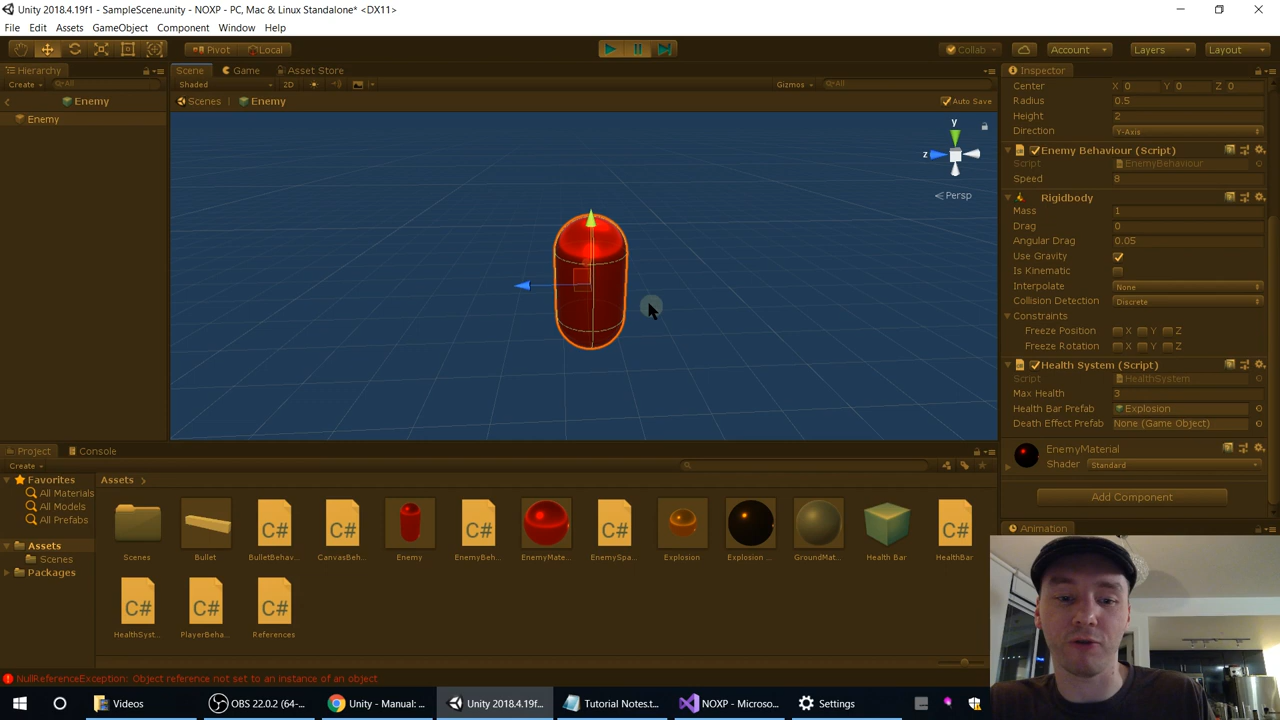 Unity 2018.4.19f1 - SampleScene.unity - NOXP - PC, Mac & Linux Standalone* <DX11>
File Edit Assets GameObject Component Window Help
Pivot Local Collab Account Layers Layout
Hierarchy Scene Game Asset Store Inspector
Create All Shaded 2D Gizmos All
Enemy Scenes Enemy Auto Save
Enemy
y
z
Persp
Center X 0 Y 0 Z 0
Radius 0.5
Height 2
Direction Y-Axis
Enemy Behaviour (Script)
Script EnemyBehaviour
Speed 8
Rigidbody
Mass 1
Drag 0
Angular Drag 0.05
Use Gravity
Is Kinematic
Interpolate None
Collision Detection Discrete
Constraints
Freeze Position X Y Z
Freeze Rotation X Y Z
Health System (Script)
Script HealthSystem
Max Health 3
Health Bar Prefab Explosion
Death Effect Prefab None (Game Object)
EnemyMaterial
Shader Standard
Add Component
Animation
Project Console
Create
Favorites
All Materials
All Models
All Prefabs
Assets
Scenes
Packages
Assets
Scenes Bullet BulletBehav... CanvasBeh... Enemy EnemyBeh... EnemyMate... EnemySpa... Explosion Explosion ... GroundMat... Health Bar HealthBar
HealthSyst... PlayerBeha... References
NullReferenceException: Object reference not set to an instance of an object
Videos OBS 22.0.2 (64-... Unity - Manual: ... Unity 2018.4.19f... Tutorial Notes.t... NOXP - Microso... Settings